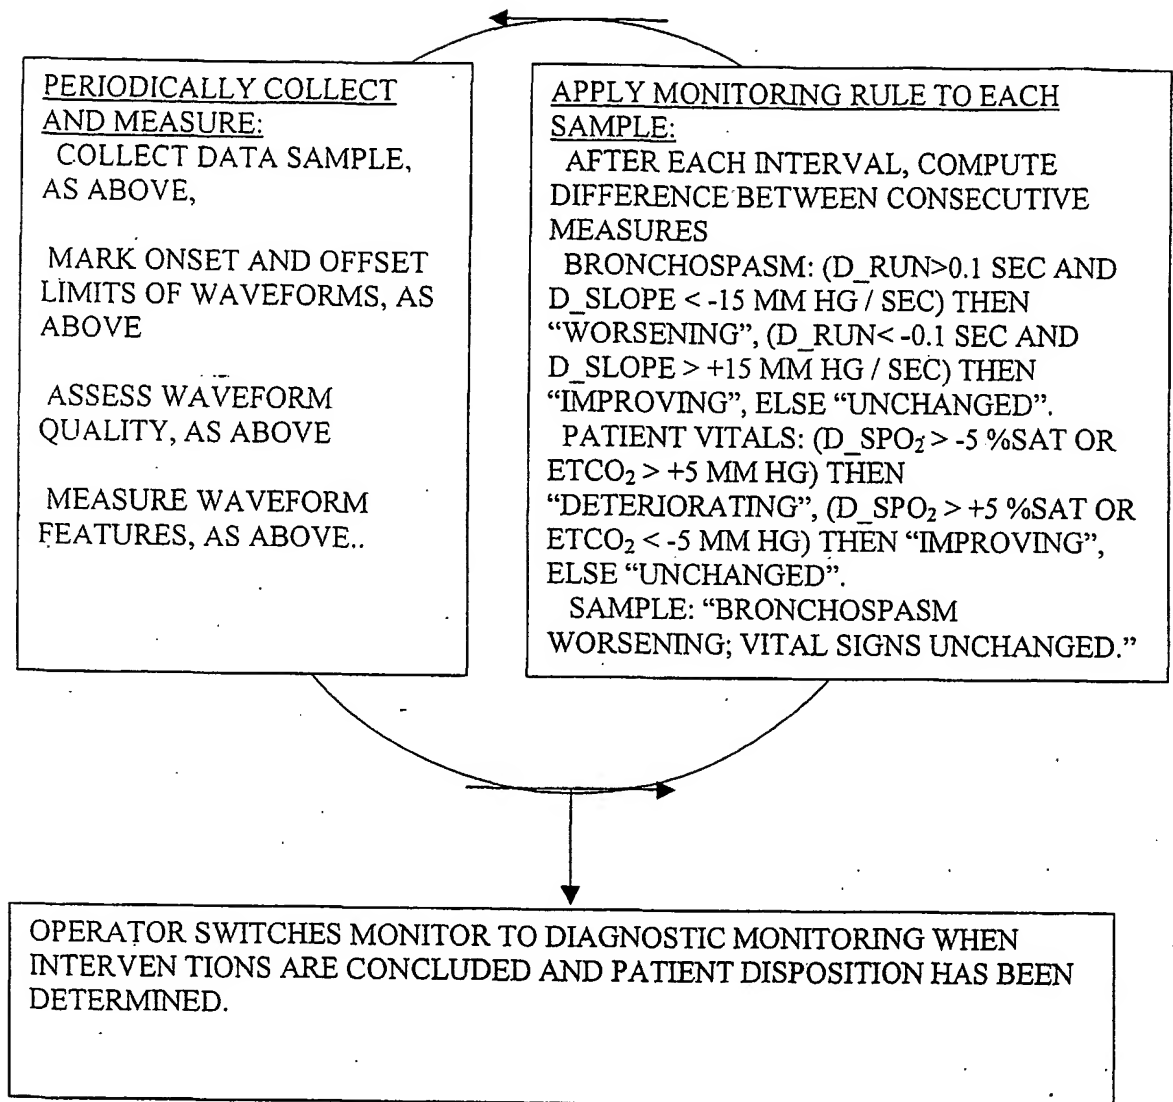 PERIODICALLY COLLECT
AND MEASURE:
COLLECT DATA SAMPLE,
AS ABOVE,
MARK ONSET AND OFFSET
LIMITS OF WAVEFORMS, AS
ABOVE
ASSESS WAVEFORM
QUALITY, AS ABOVE
MEASURE WAVEFORM
FEATURES, AS ABOVE..
APPLY MONITORING RULE TO EACH
SAMPLE:
AFTER EACH INTERVAL, COMPUTE
DIFFERENCE BETWEEN CONSECUTIVE
MEASURES
BRONCHOSPASM: (D_RUN>0.1 SEC AND
D_SLOPE < -15 MM HG / SEC) THEN
“WORSENING”, (D_RUN< -0.1 SEC AND
D_SLOPE > +15 MM HG / SEC) THEN
“IMPROVING”, ELSE “UNCHANGED”.
PATIENT VITALS: (D_SPO₂ > -5 %SAT OR
ETCO₂ > +5 MM HG) THEN
“DETERIORATING”, (D_SPO₂ > +5 %SAT OR
ETCO₂ < -5 MM HG) THEN “IMPROVING”,
ELSE “UNCHANGED”.
SAMPLE: “BRONCHOSPASM
WORSENING; VITAL SIGNS UNCHANGED.”
OPERATOR SWITCHES MONITOR TO DIAGNOSTIC MONITORING WHEN
INTERVEN TIONS ARE CONCLUDED AND PATIENT DISPOSITION HAS BEEN
DETERMINED.